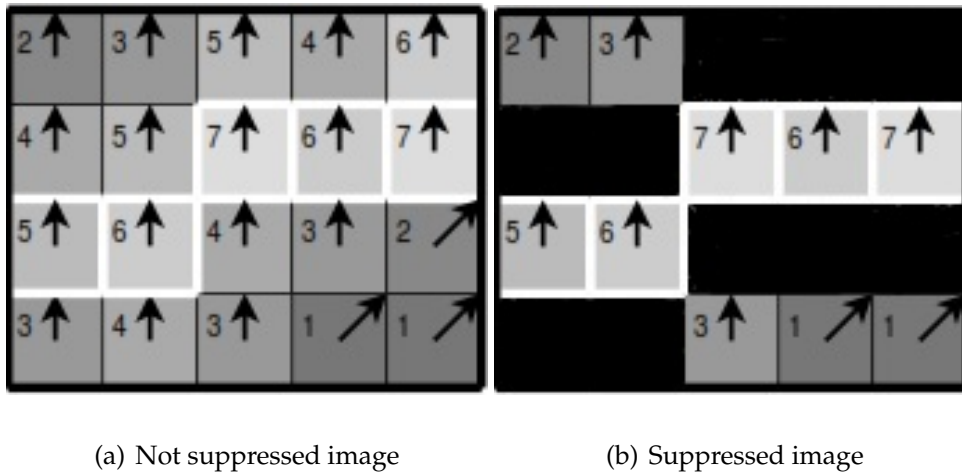 2 3 5 4 6 2 3
4 5 7 6 7 7 6 7
5 6 4 3 2 5 6
3 4 3 1 1 3 1 1
(a) Not suppressed image (b) Suppressed image